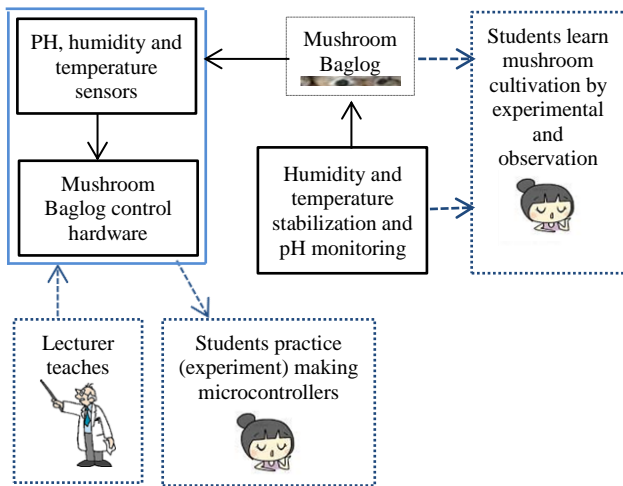 PH, humidity and
temperature
sensors
Mushroom
Baglog
Students learn
mushroom
cultivation by
experimental
and
observation
Mushroom
Baglog control
hardware
Humidity and
temperature
stabilization and
pH monitoring
Lecturer
teaches
Students practice
(experiment) making
microcontrollers